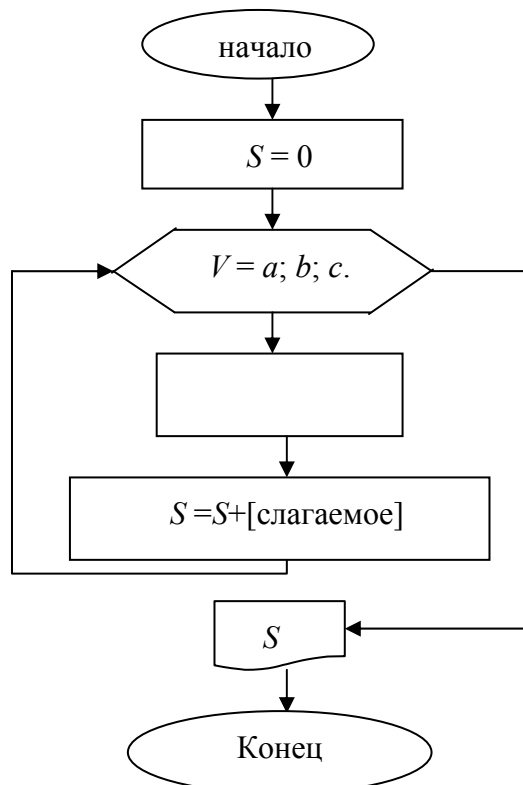 начало
S = 0
V = a; b; c.
S =S+[слагаемое]
S
Конец